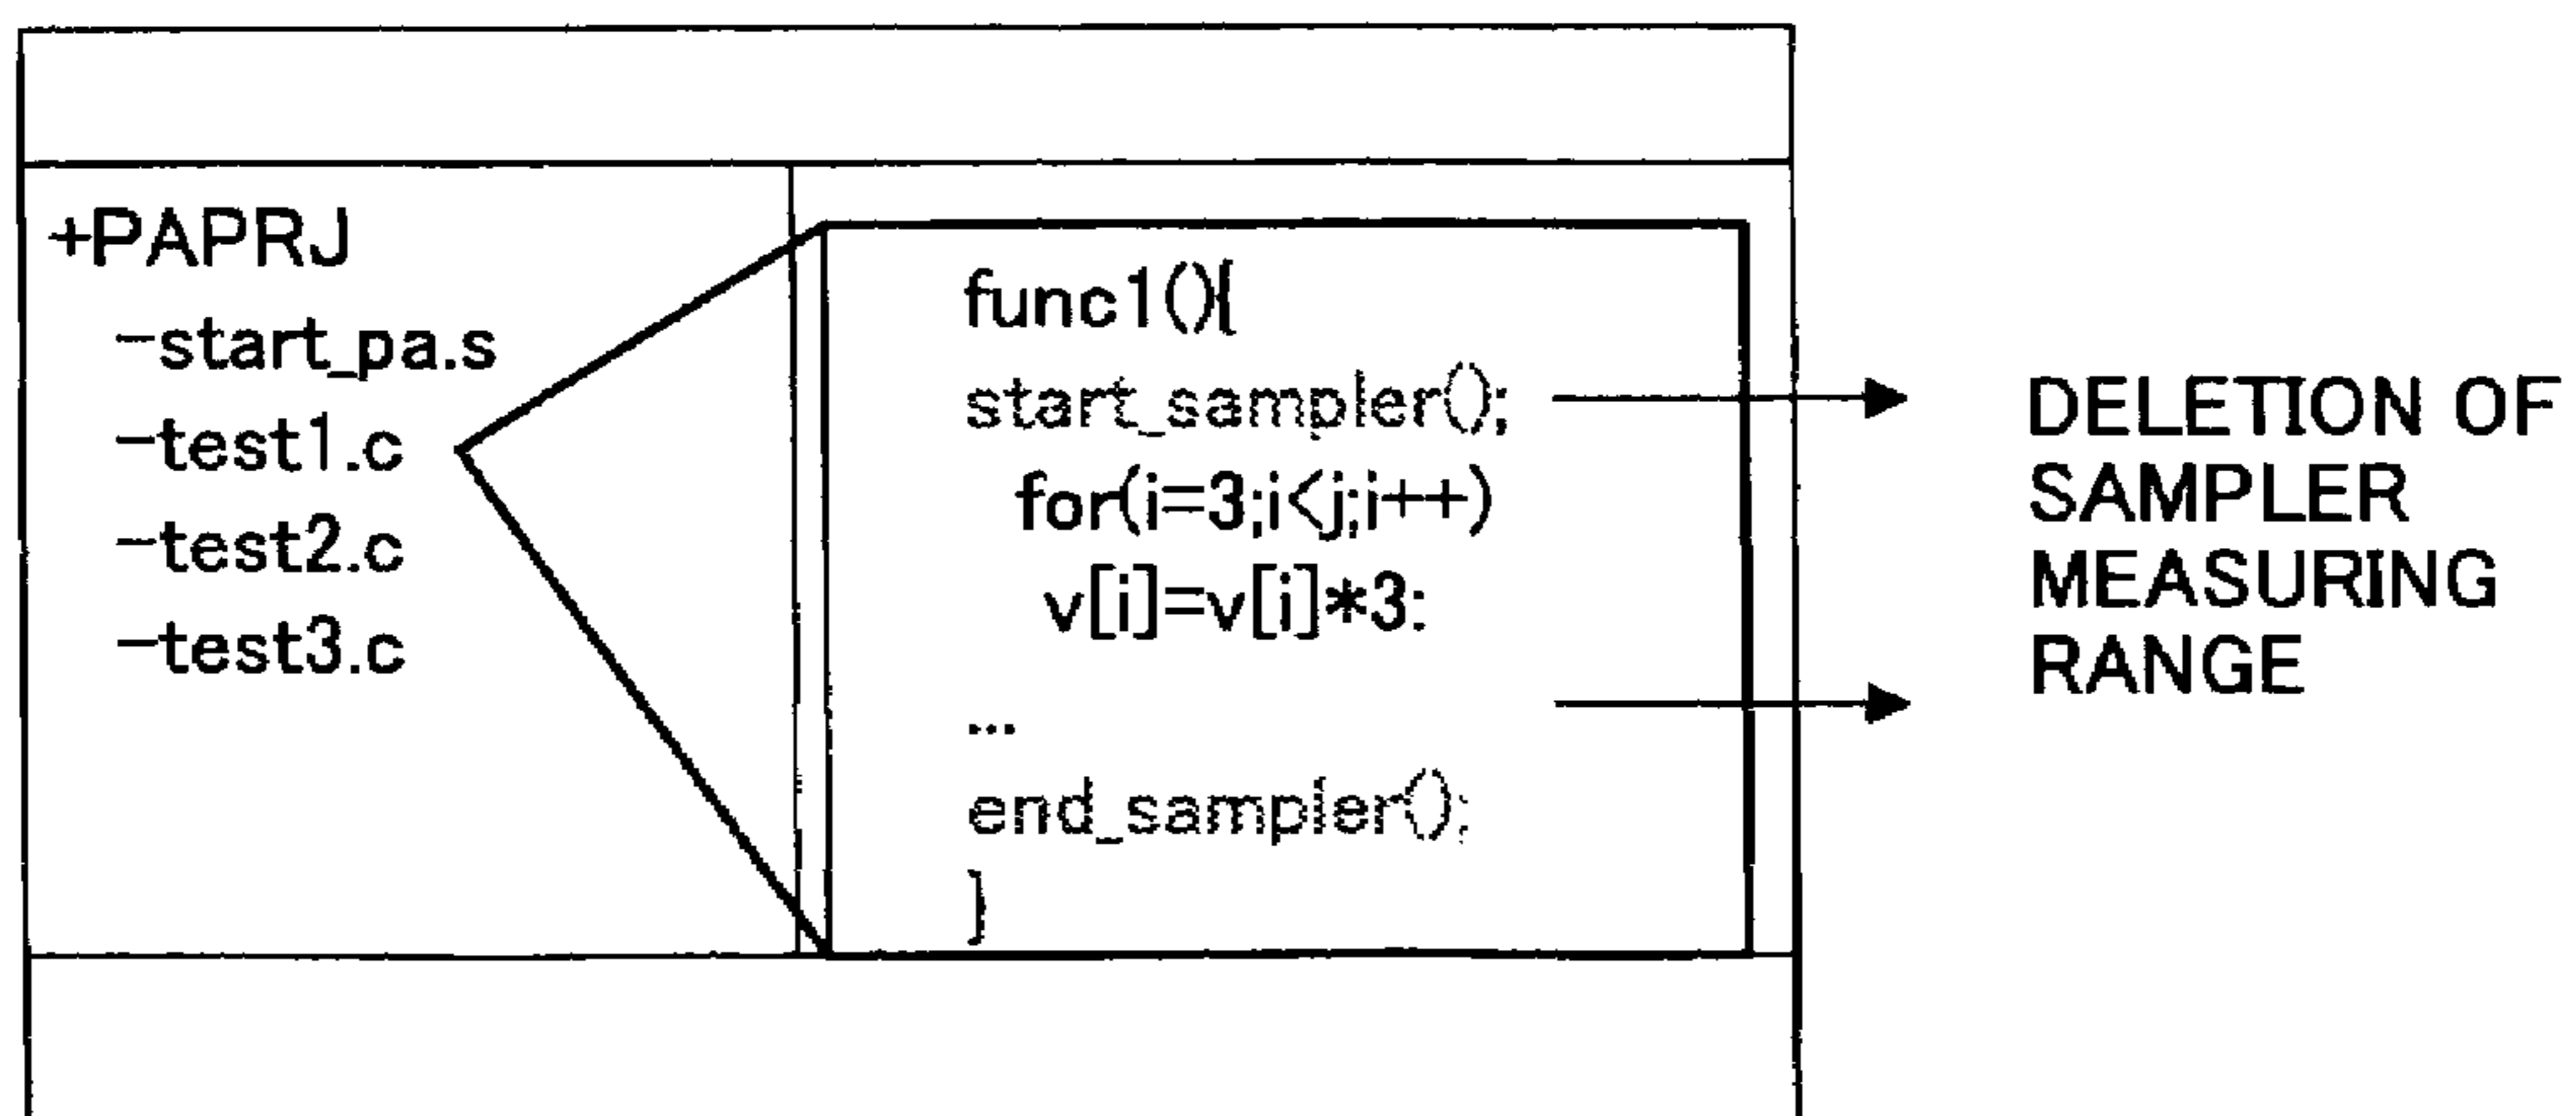 +PAPRJ
-start_pa.s
-test1.c
-test2.c
-test3.c
func1(){
start_sampler();
for(i=3;i<j;i++)
v[i]=v[i]*3:
...
end_sampler();
}
DELETION OF
SAMPLER
MEASURING
RANGE